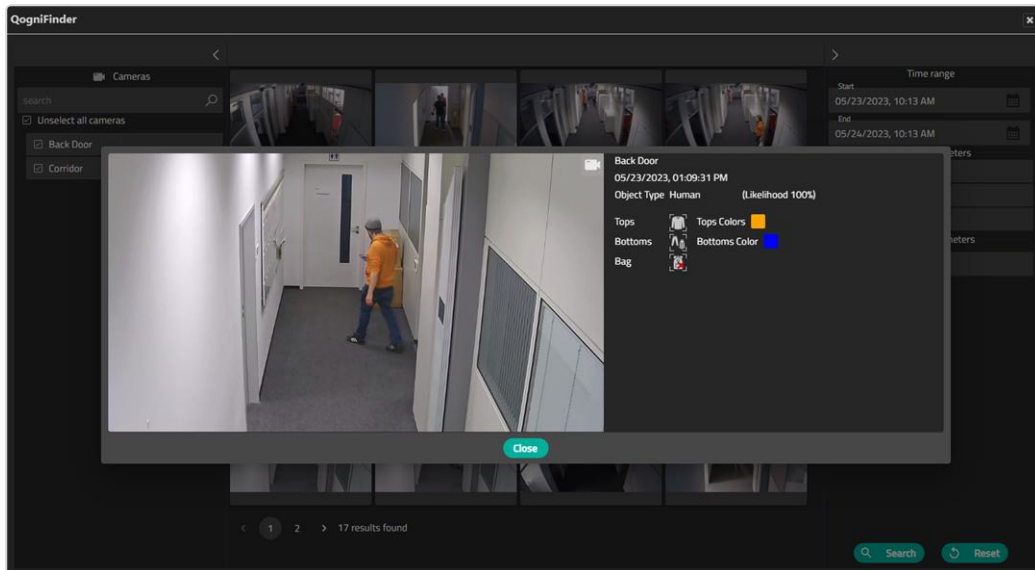 QogniFinder
Cameras
search
Unselect all cameras
Back Door
Corridor
Back Door
05/23/2023, 01:09:31 PM
Object Type Human (Likelihood 100%)
Tops Tops Colors
Bottoms Bottoms Color
Bag
Close
Time range
Start
05/23/2023, 10:13 AM
End
05/24/2023, 10:13 AM
1 2 17 results found
Search Reset